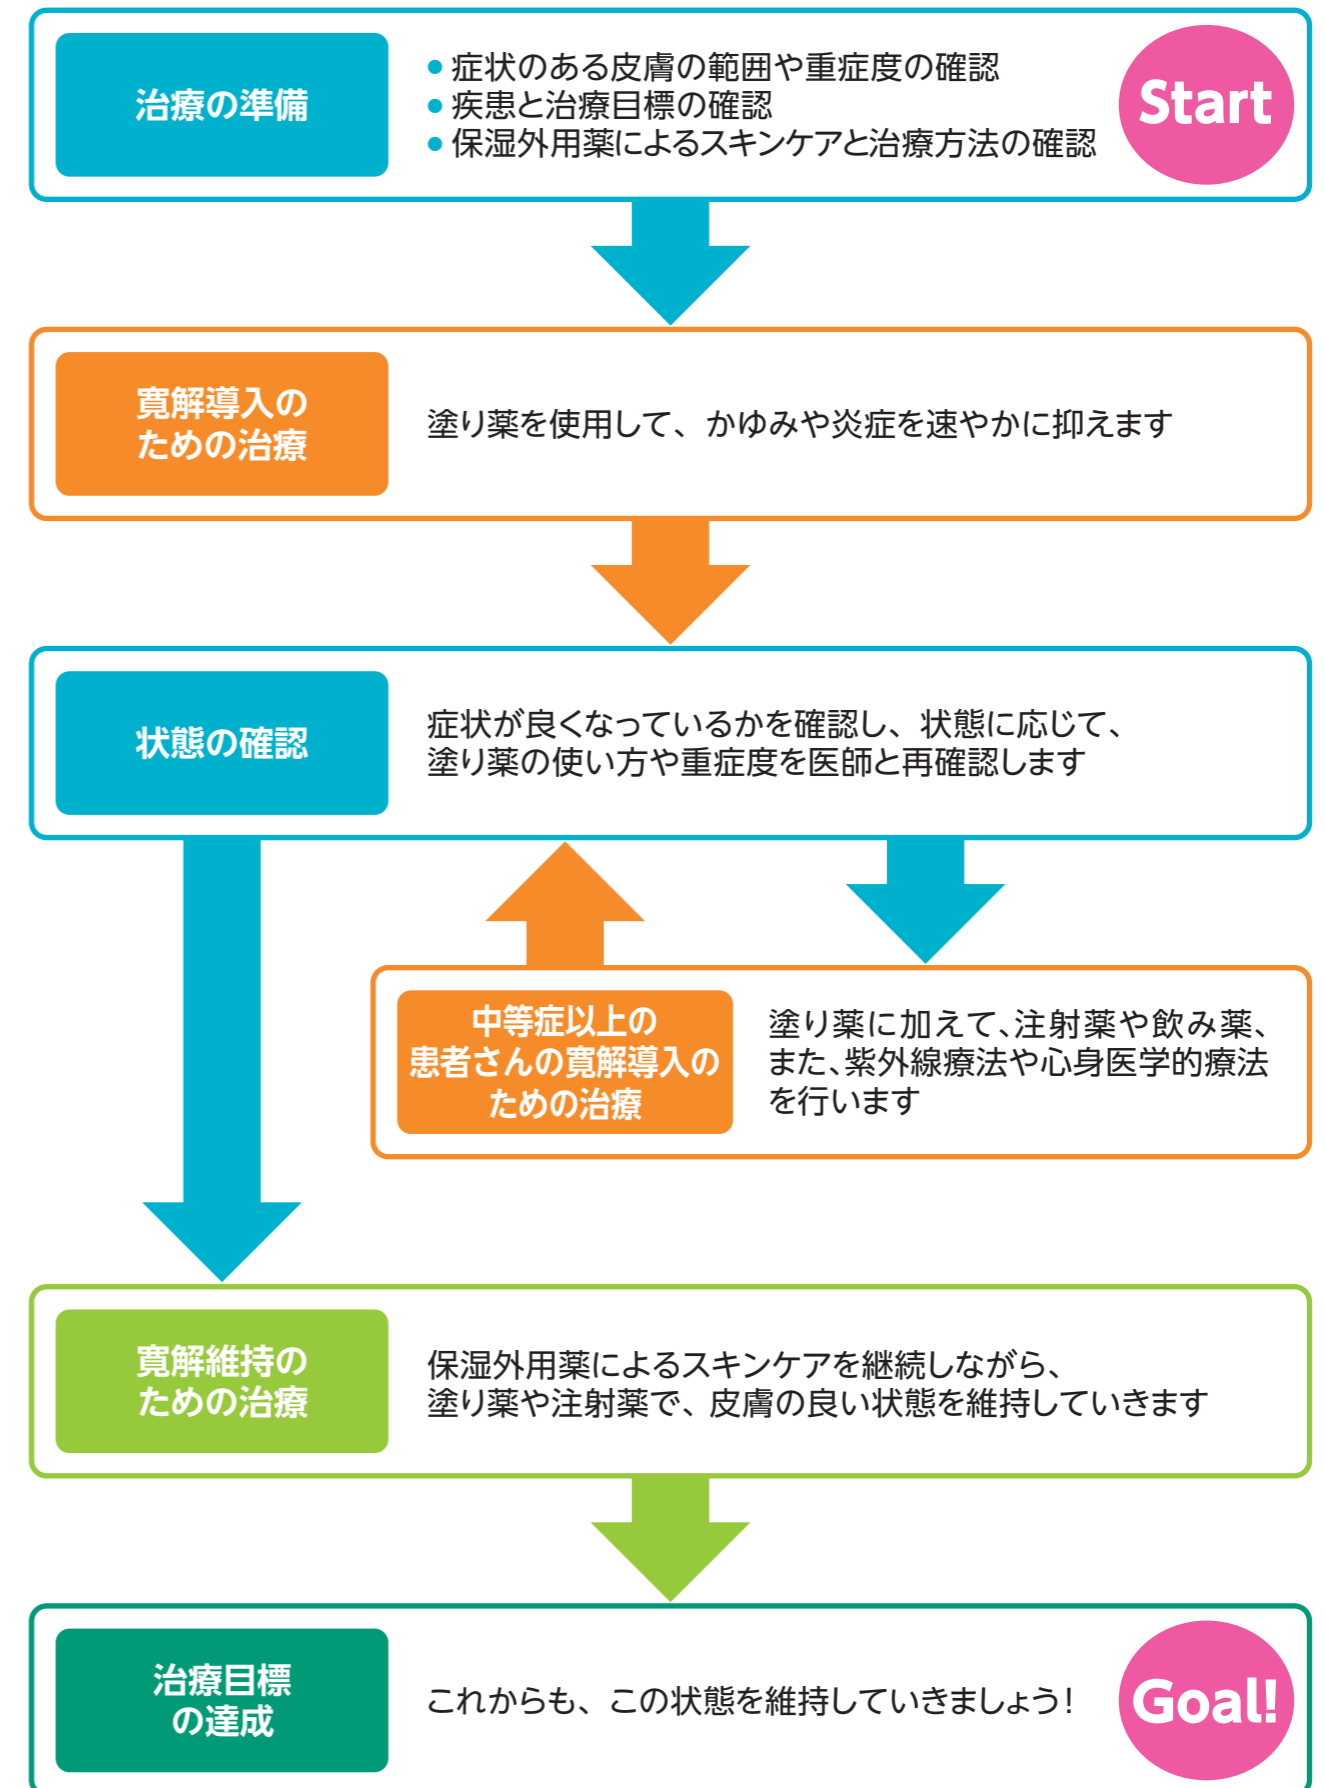 治療の準備
● 症状のある皮膚の範囲や重症度の確認
● 疾患と治療目標の確認
● 保湿外用薬によるスキンケアと治療方法の確認
Start
寛解導入の
ための治療
塗り薬を使用して、かゆみや炎症を速やかに抑えます
状態の確認
症状が良くなっているかを確認し、状態に応じて、
塗り薬の使い方や重症度を医師と再確認します
中等症以上の
患者さんの寛解導入の
ための治療
塗り薬に加えて、注射薬や飲み薬、
また、紫外線療法や心身医学的療法
を行います
寛解維持の
ための治療
保湿外用薬によるスキンケアを継続しながら、
塗り薬や注射薬で、皮膚の良い状態を維持していきます
治療目標
の達成
これからも、この状態を維持していきましょう！
Goal!